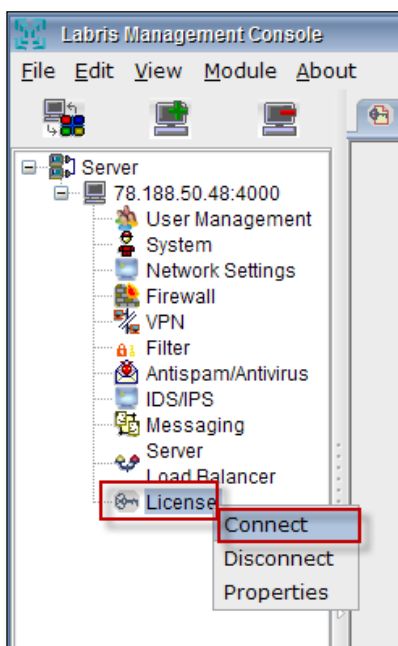 Labris Management Console
File Edit View Module About
Server
78.188.50.48:4000
User Management
System
Network Settings
Firewall
VPN
Filter
Antispam/Antivirus
IDS/IPS
Messaging
Server
Load Balancer
License
Connect
Disconnect
Properties